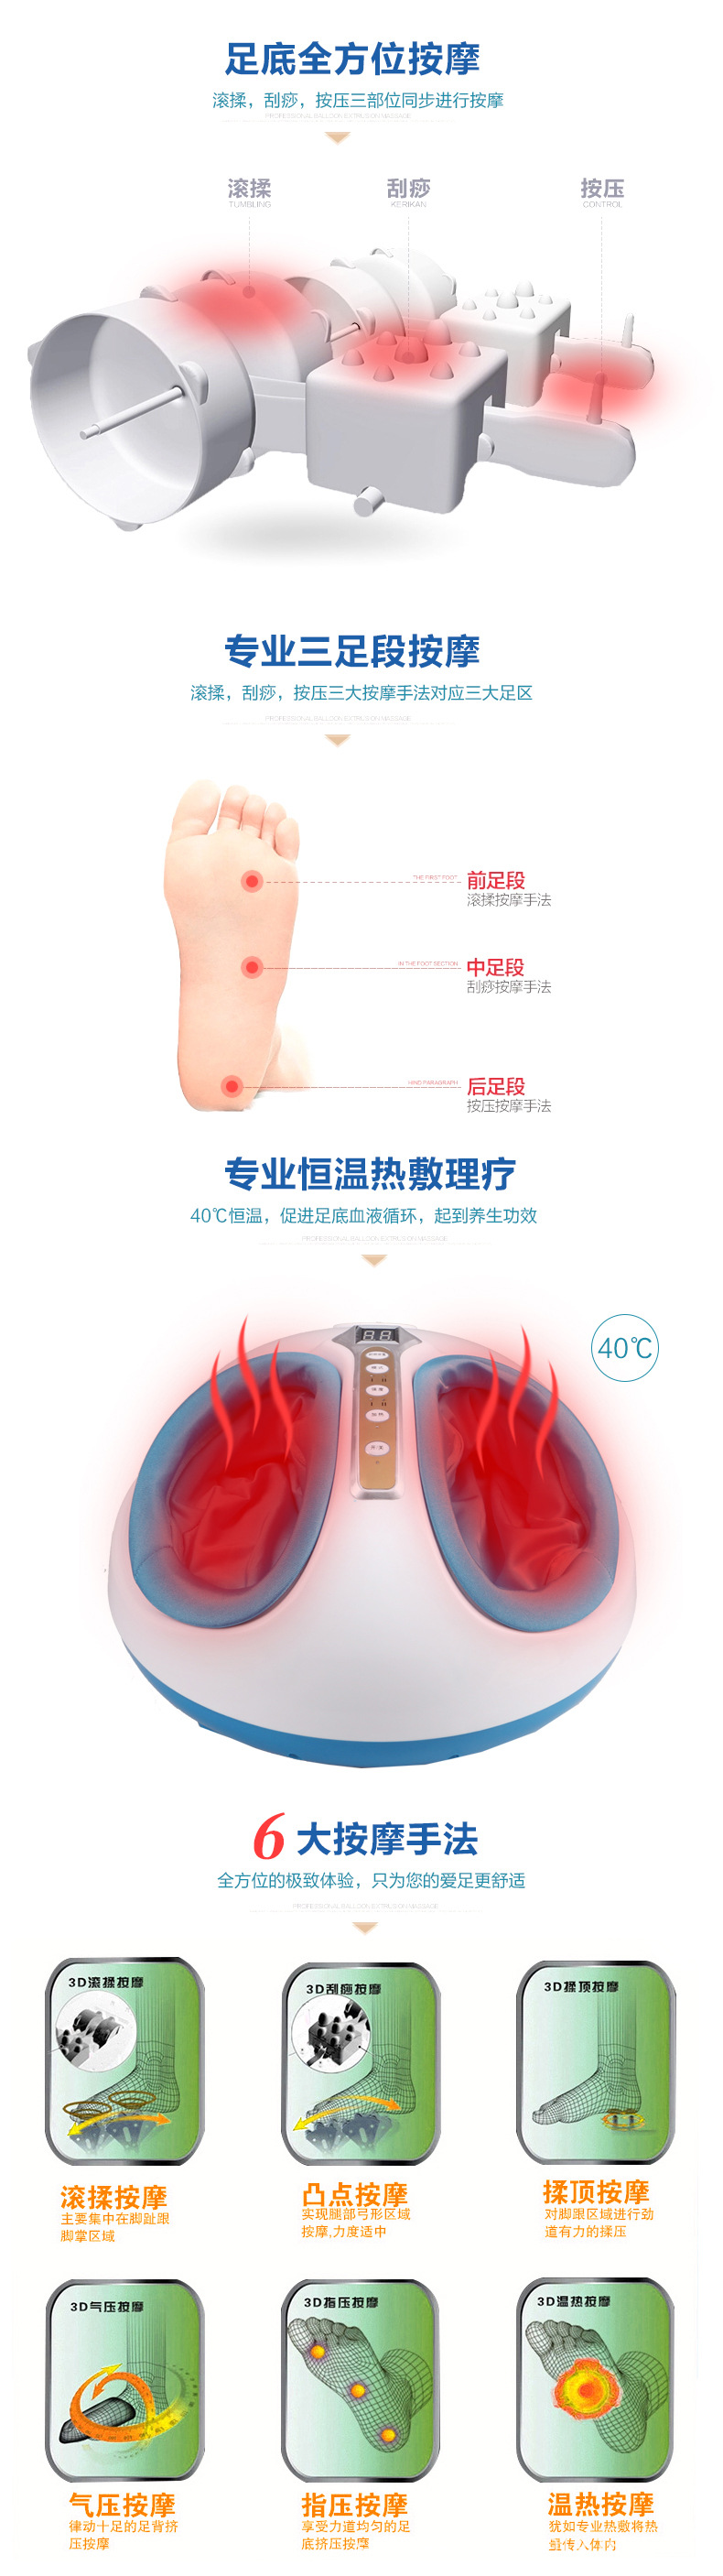 足底全方位按摩
滚揉，刮痧，按压三部位同步进行按摩
PROFESSIONAL BALLOON EXTRUSION MASSAGE
滚揉
TUMBLING
刮痧
KERIKAN
按压
CONTROL
专业三足段按摩
滚揉，刮痧，按压三大按摩手法对应三大足区
PROFESSIONAL BALLOON EXTRUSION MASSAGE
"HE FIRST FOOT"
前足段
滚揉按摩手法
IN THE FOOT SECTION
中足段
刮痧按摩手法
HIND PARAGRAPH
后足段
按压按摩手法
专业恒温热敷理疗
40℃恒温，促进足底血液循环，起到养生功效
PROFESSIONAL BALLOON EXTRUSION MASSAGE
40℃
88
6大按摩手法
全方位的极致体验，只为您的爱足更舒适
PROFESSIONAL BALLOON EXTRUSION MASSAGE
3D滚揉按摩
滚揉按摩
主要集中在脚趾跟
脚掌区域
3D刮痧按摩
凸点按摩
实现腿部弓形区域
按摩,力度适中
3D揉顶按摩
揉顶按摩
对脚跟区域进行劲
道有力的揉压
3D气压按摩
气压按摩
律动十足的足背挤
压按摩
3D指压按摩
指压按摩
享受力道均匀的足
底挤压按摩
3D温热按摩
温热按摩
犹如专业热敷将热
量传入体内